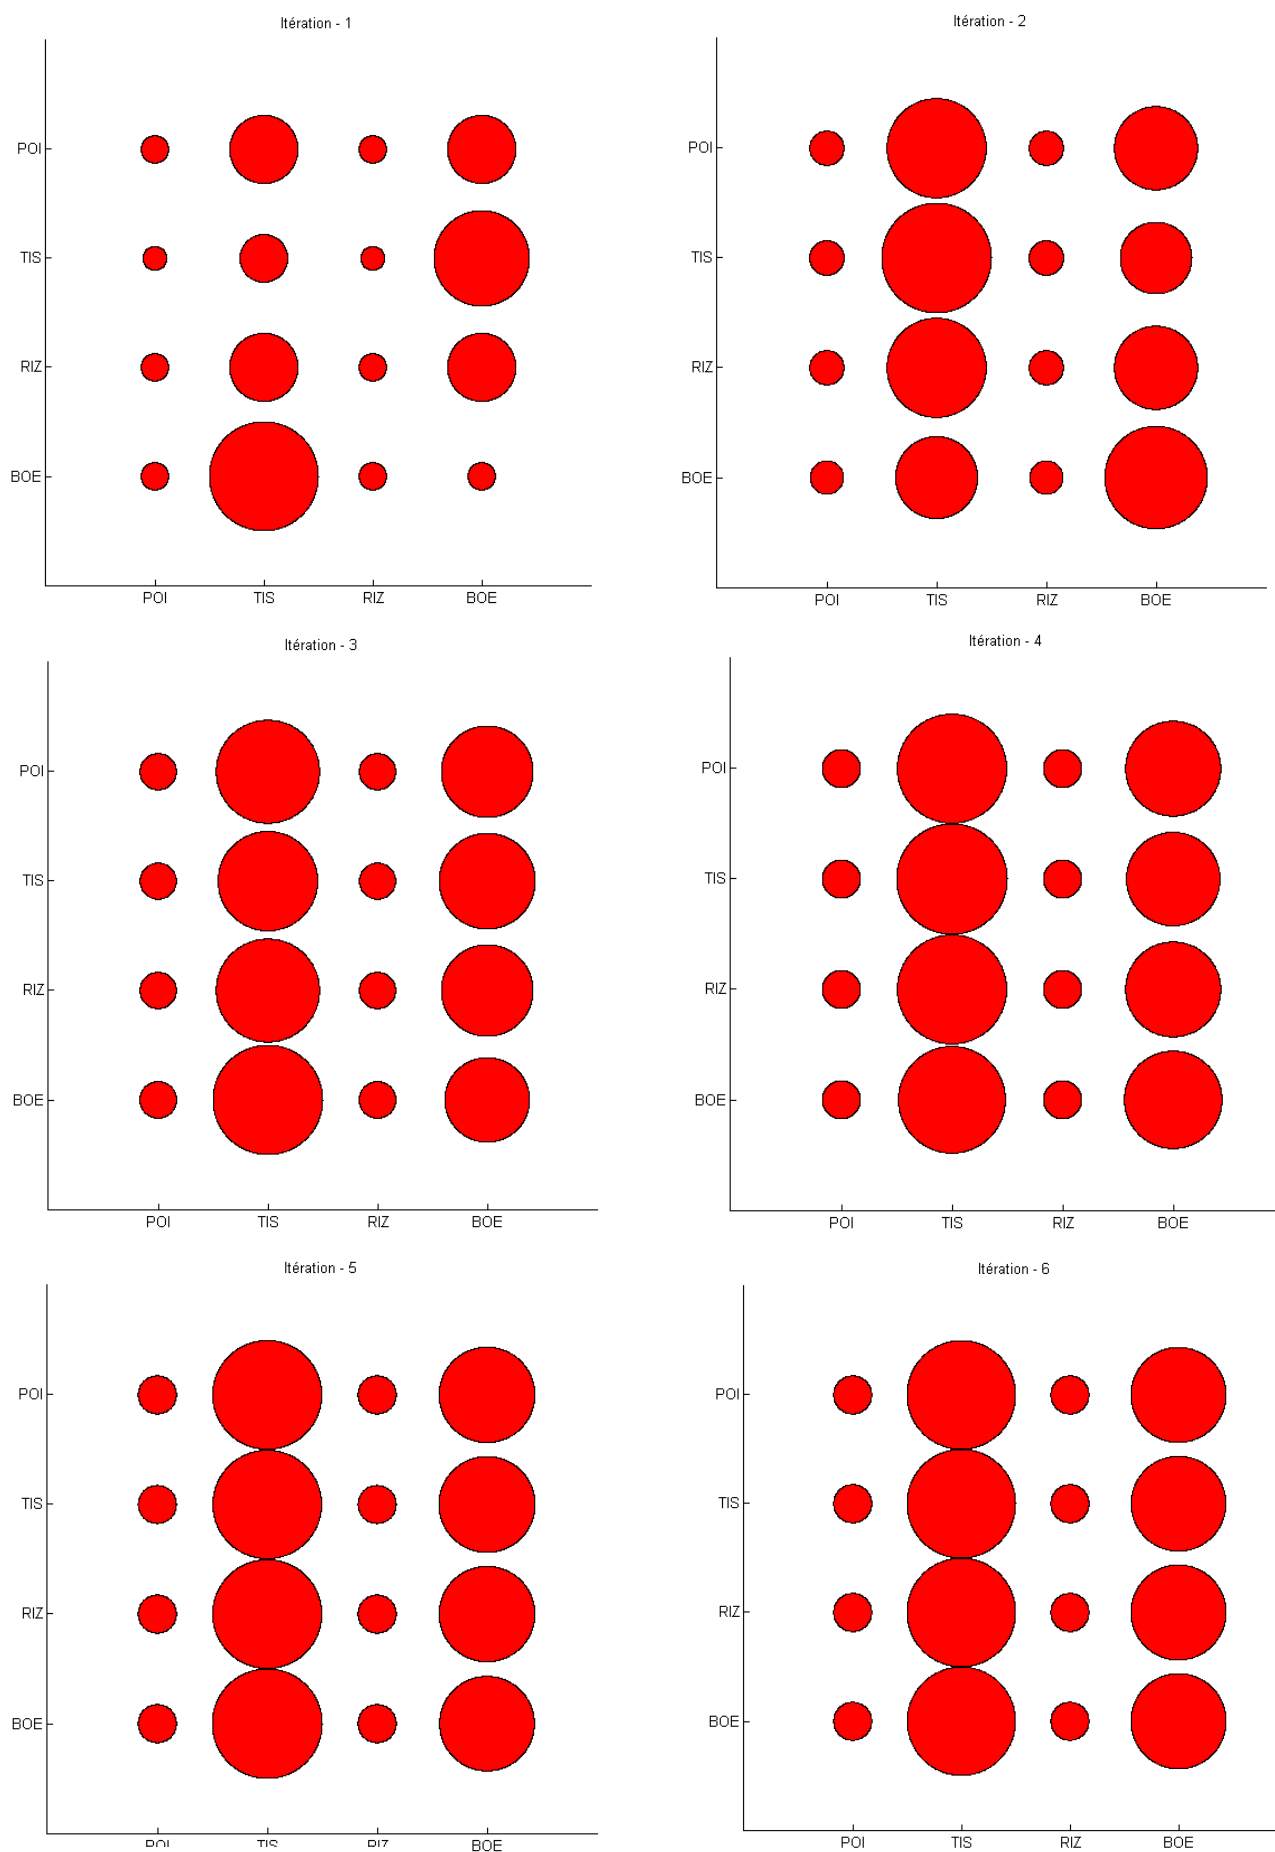 Itération - 1
POI
TIS
RIZ
BOE
POI TIS RIZ BOE
Itération - 2
POI
TIS
RIZ
BOE
POI TIS RIZ BOE
Itération - 3
POI
TIS
RIZ
BOE
POI TIS RIZ BOE
Itération - 4
POI
TIS
RIZ
BOE
POI TIS RIZ BOE
Itération - 5
POI
TIS
RIZ
BOE
POI TIS RIZ BOE
Itération - 6
POI
TIS
RIZ
BOE
POI TIS RIZ BOE